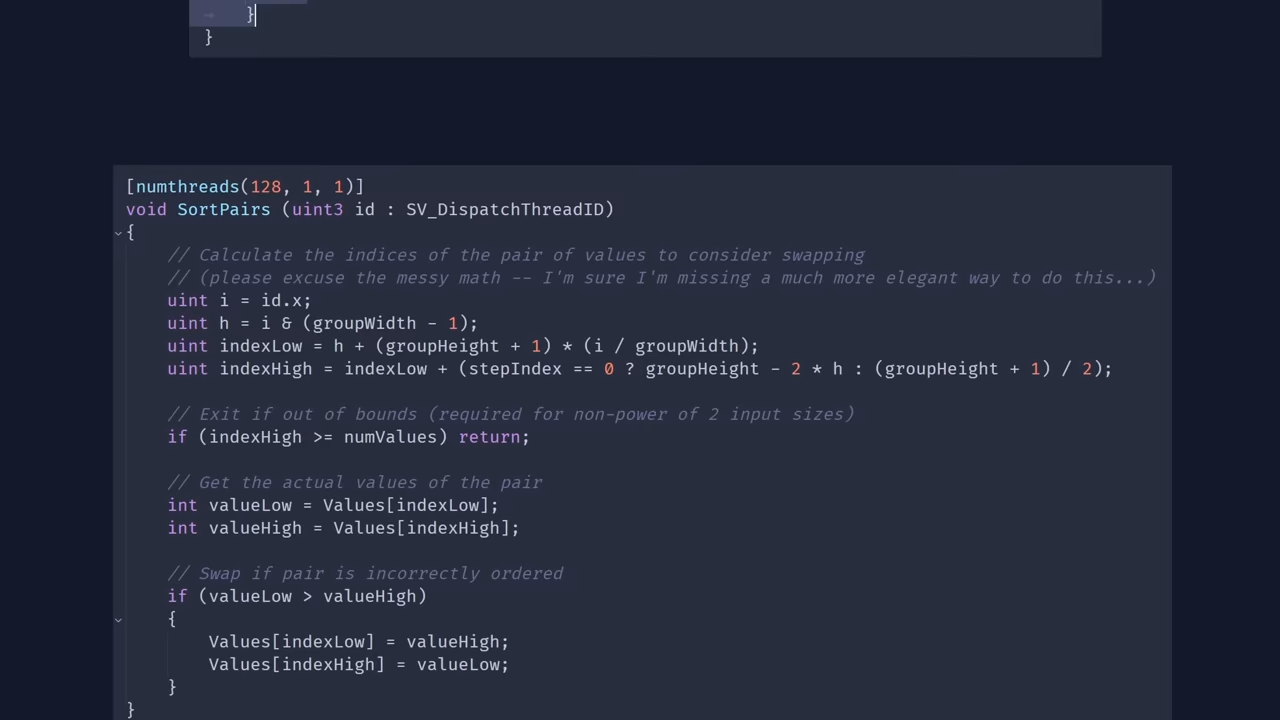 }
}
[numthreads(128, 1, 1)]
void SortPairs (uint3 id : SV_DispatchThreadID)
{
// Calculate the indices of the pair of values to consider swapping
// (please excuse the messy math -- I'm sure I'm missing a much more elegant way to do this...)
uint i = id.x;
uint h = i & (groupWidth - 1);
uint indexLow = h + (groupHeight + 1) * (i / groupWidth);
uint indexHigh = indexLow + (stepIndex == 0 ? groupHeight - 2 * h : (groupHeight + 1) / 2);
// Exit if out of bounds (required for non-power of 2 input sizes)
if (indexHigh >= numValues) return;
// Get the actual values of the pair
int valueLow = Values[indexLow];
int valueHigh = Values[indexHigh];
// Swap if pair is incorrectly ordered
if (valueLow > valueHigh)
{
Values[indexLow] = valueHigh;
Values[indexHigh] = valueLow;
}
}